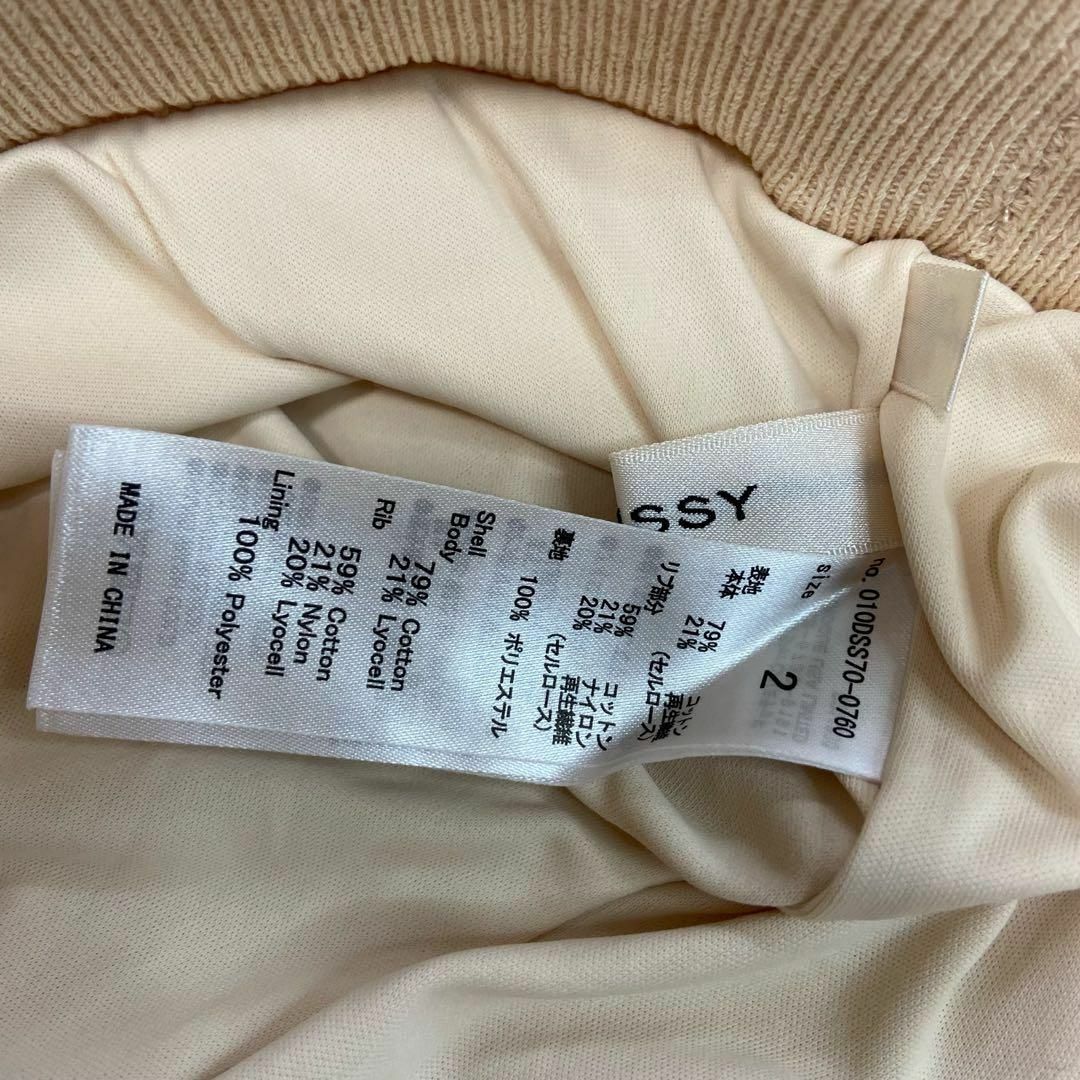 SSY
no. 010DSS70-0760
size 2
表地
本体
79% コットン
21% 再生繊維
(セルロース)
リブ部分
59% コットン
21% ナイロン
20% 再生繊維
(セルロース)
裏地
100% ポリエステル
Shell
Body
79% Cotton
21% Lyocell
Rib
59% Cotton
21% Nylon
20% Lyocell
Lining
100% Polyester
MADE IN CHINA